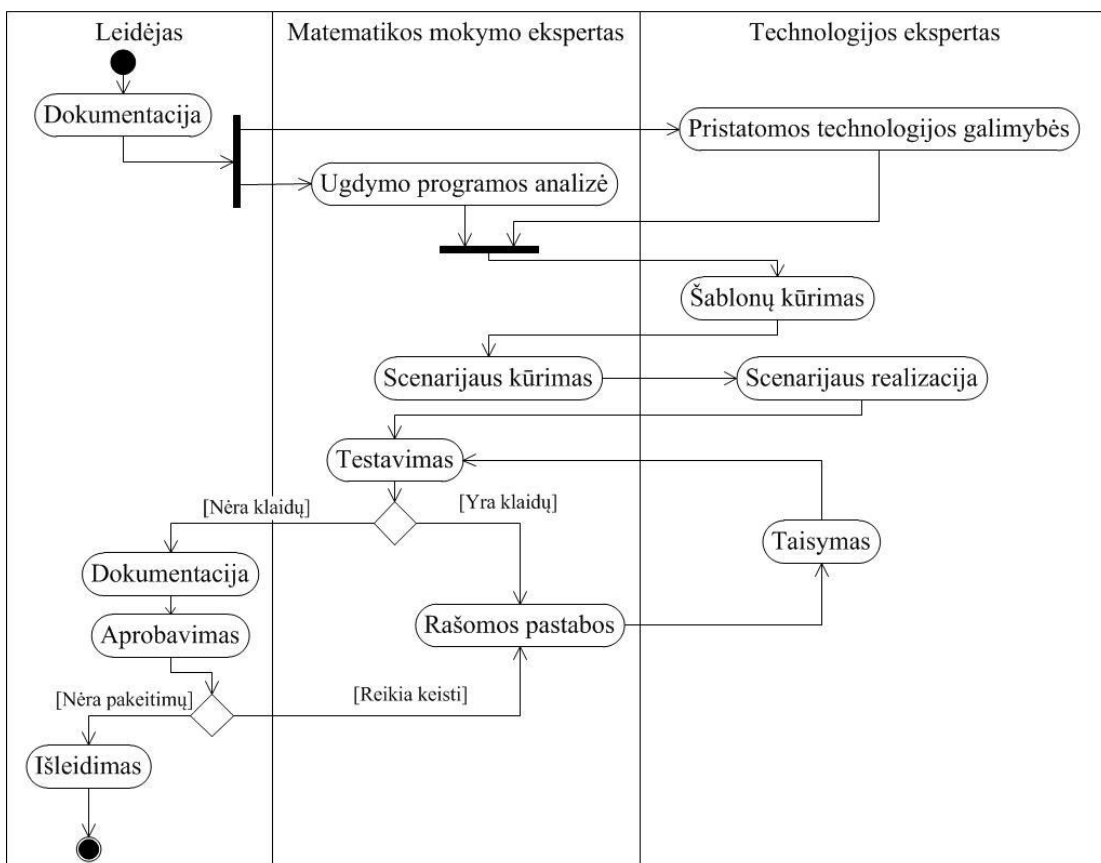 Leidėjas
Matematikos mokymo ekspertas
Technologijos ekspertas
Dokumentacija
Pristatomos technologijos galimybės
Ugdymo programos analizė
Šablonų kūrimas
Scenarijaus kūrimas
Scenarijaus realizacija
Testavimas
[Nėra klaidų]
[Yra klaidų]
Taisymas
Dokumentacija
Aprobavimas
Rašomos pastabos
[Nėra pakeitimų]
[Reikia keisti]
Išleidimas